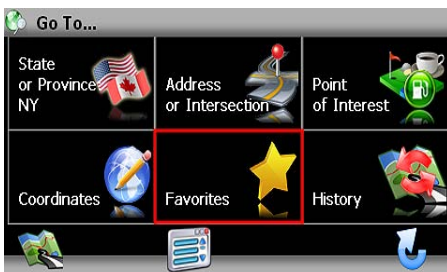 Go To...
State
or Province
NY
Address
or Intersection
Point
of Interest
Coordinates
Favorites
History